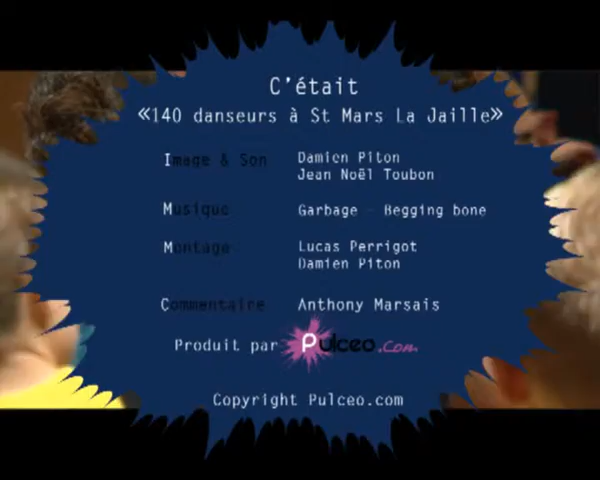 C'était
«140 danseurs à St Mars La Jaille»
Image & Son Damien Piton
Jean Noël Toubon
Musique Garbage - Begging bone
Montage Lucas Perrigot
Damien Piton
Commentaire Anthony Marsais
Produit par Pulceo.com
Copyright Pulceo.com